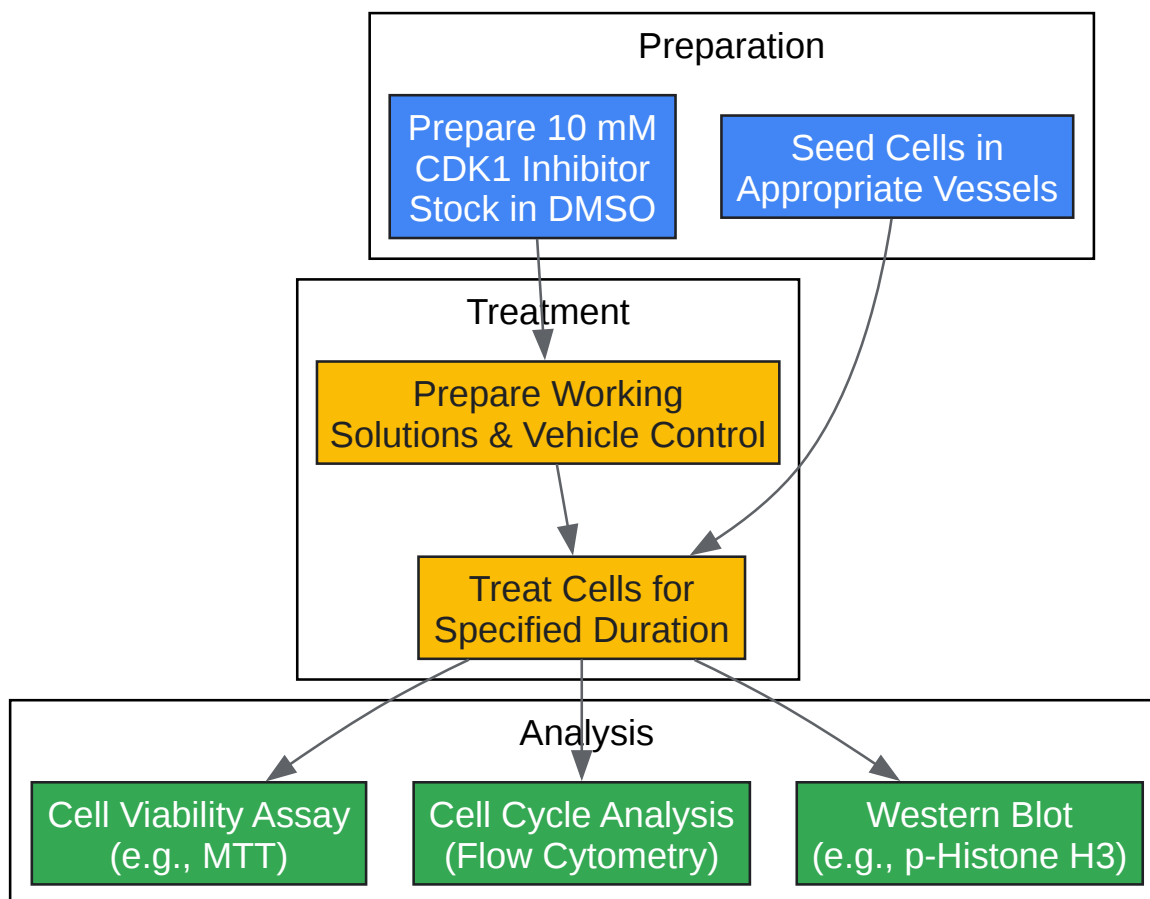 Preparation
Prepare 10 mM
CDK1 Inhibitor
Stock in DMSO
Seed Cells in
Appropriate Vessels
Treatment
Prepare Working
Solutions & Vehicle Control
Treat Cells for
Specified Duration
Analysis
Cell Viability Assay
(e.g., MTT)
Cell Cycle Analysis
(Flow Cytometry)
Western Blot
(e.g., p-Histone H3)